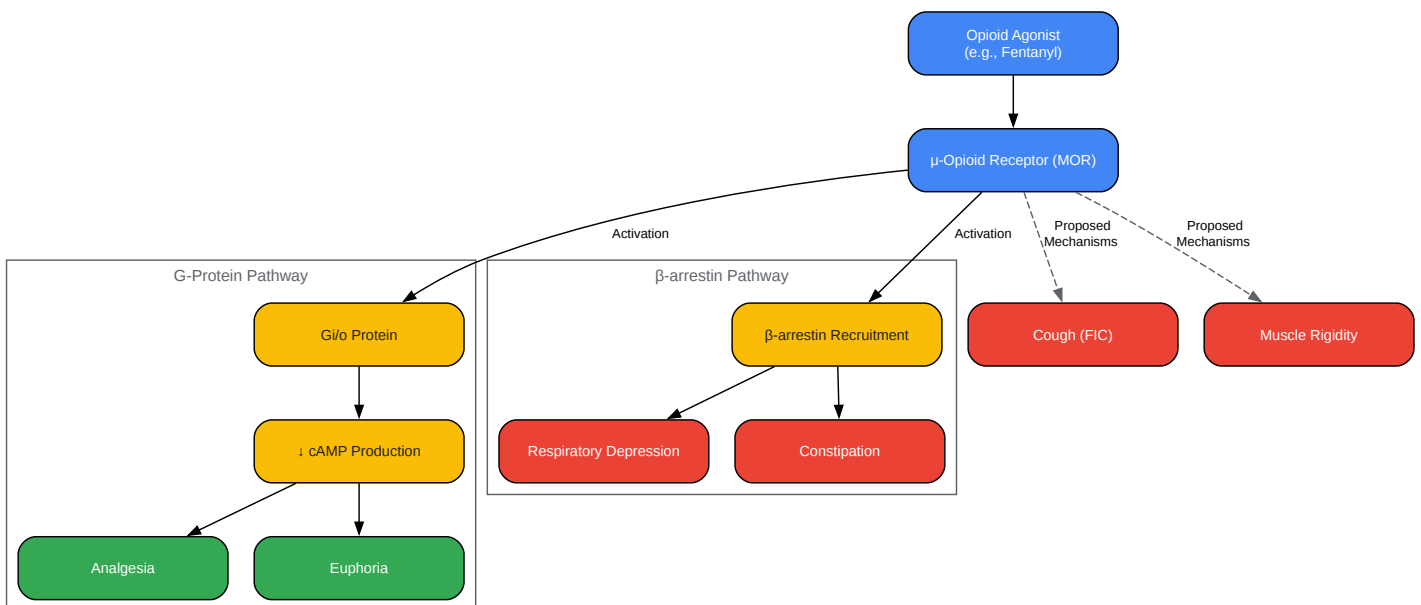 Opioid Agonist
(e.g., Fentanyl)
μ-Opioid Receptor (MOR)
Activation
Activation
Proposed
Mechanisms
Proposed
Mechanisms
G-Protein Pathway
β-arrestin Pathway
Gi/o Protein
β-arrestin Recruitment
Cough (FIC)
Muscle Rigidity
↓ cAMP Production
Respiratory Depression
Constipation
Analgesia
Euphoria